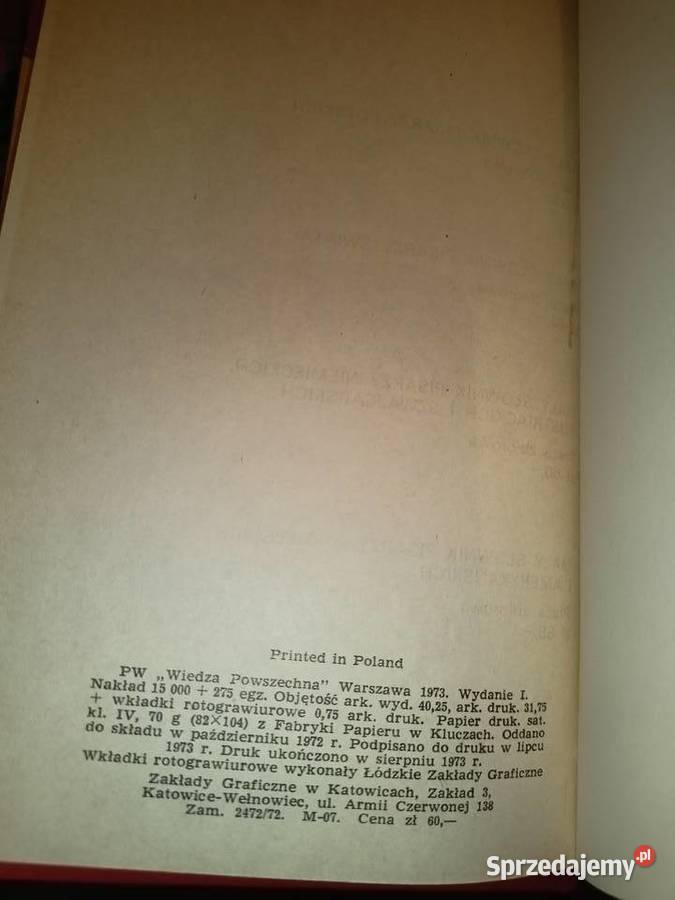 Printed in Poland
PW „Wiedza Powszechna" Warszawa 1973. Wydanie I.
Nakład 15 000 + 275 egz. Objętość ark. wyd. 40,25, ark. druk. 31,75
+ wkładki rotograwiurowe 0,75 ark. druk. Papier druk. sat.
kl. IV, 70 g (82×104) z Fabryki Papieru w Kluczach. Oddano
do składu w październiku 1972 r. Podpisano do druku w lipcu
1973 r. Druk ukończono w sierpniu 1973 r.
Wkładki rotograwiurowe wykonały Łódzkie Zakłady Graficzne
Zakłady Graficzne w Katowicach, Zakład 3,
Katowice-Wełnowiec, ul. Armii Czerwonej 138
Zam. 2472/72. M-07. Cena zł 60,—
Sprzedajemy.pl